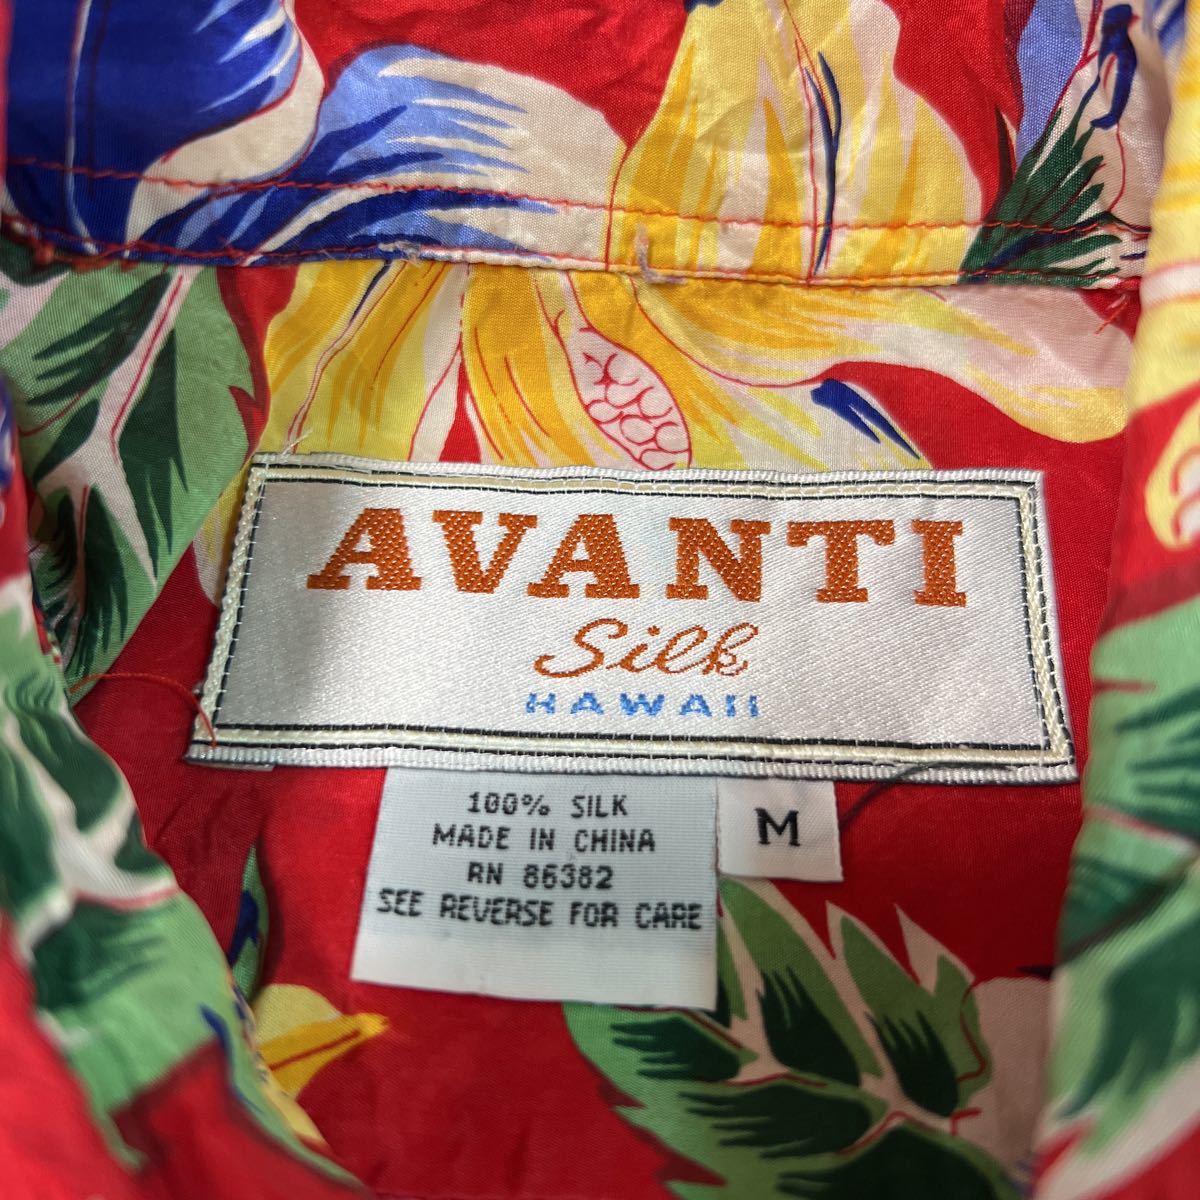 AVANTI
Silk
HAWAII
100% SILK
MADE IN CHINA
RN 86382
SEE REVERSE FOR CARE
M